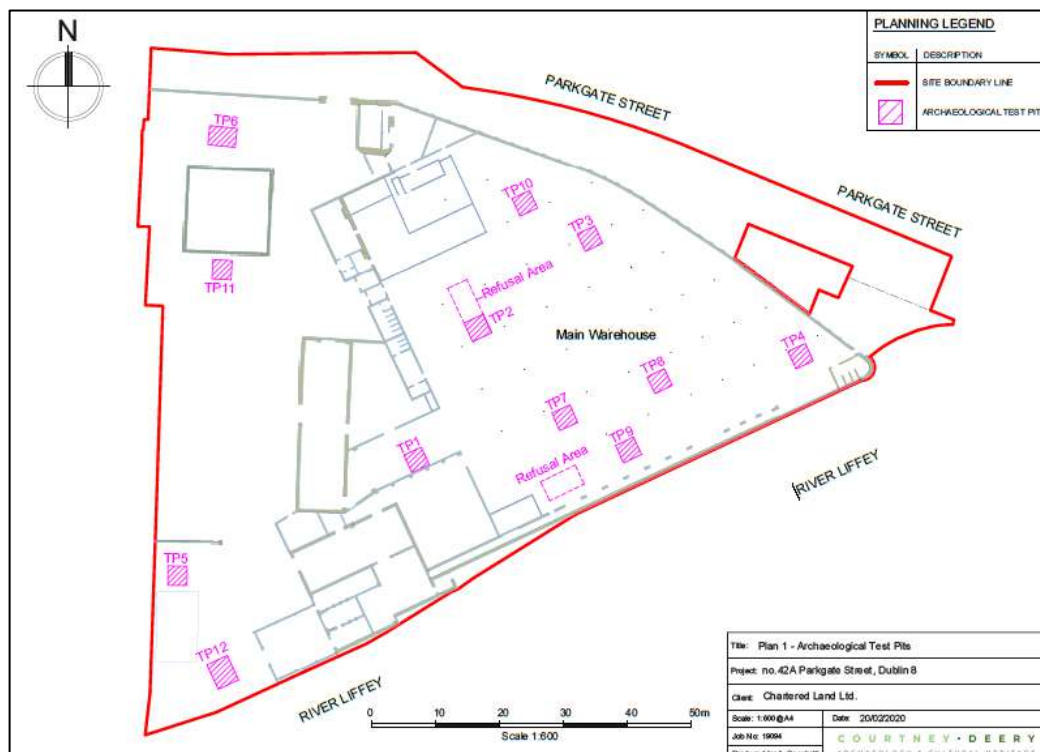 N
PLANNING LEGEND
SYMBOL DESCRIPTION
SITE BOUNDARY LINE
ARCHAEOLOGICAL TEST PIT
PARKGATE STREET
PARKGATE STREET
TP6
TP10
TP3
TP11
Refusal Area
TP2
Main Warehouse
TP4
TP8
TP7
TP1
TP9
Refusal Area
RIVER LIFFEY
TP5
TP12
RIVER LIFFEY
0 10 20 30 40 50m
Scale 1:600
Title: Plan 1 - Archaeological Test Pits
Project: no.42A Parkgate Street, Dublin 8
Client: Chartered Land Ltd.
Scale: 1:600@A4 Date: 20/02/2020
Job No: 19094
COURTNEY · DEERY